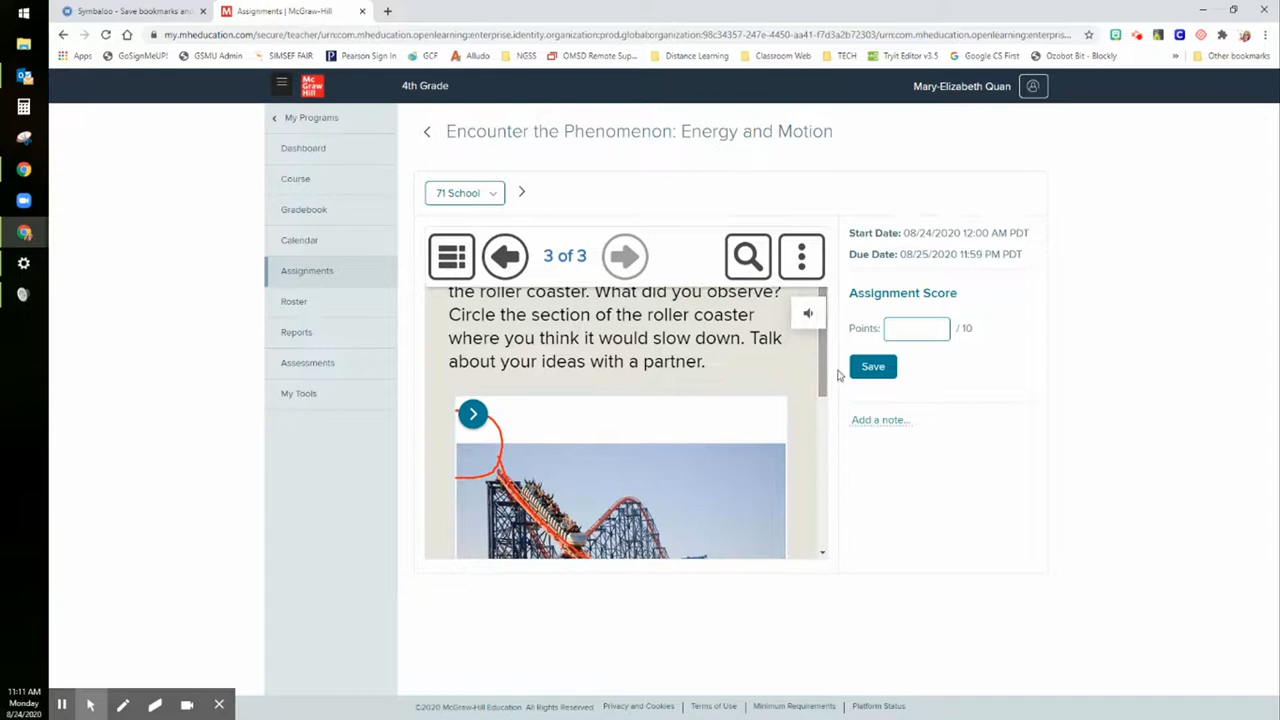 Symbaloo - Save bookmarks and
Assignments | McGraw-Hill
my.mheducation.com/secure/teacher/urn:com.mheducation.openlearning:enterprise.identity.organization:prod.global:organization:98c34357-247e-4450-aa41-f7d3a2b72303/urn:com.mheducation.openlearning:enterpris...
Apps GoSignMeUP! GSMU Admin SIMSEF FAIR Pearson Sign In GCF Alludo NGSS OMSD Remote Sup... Distance Learning Classroom Web TECH Tryit Editor v3.5 Google CS First Ozobot Bit - Blockly » Other bookmarks
Mc Graw Hill
4th Grade
Mary-Elizabeth Quan
My Programs
Dashboard
Course
Gradebook
Calendar
Assignments
Roster
Reports
Assessments
My Tools
Encounter the Phenomenon: Energy and Motion
71 School
3 of 3
the roller coaster. What did you observe?
Circle the section of the roller coaster
where you think it would slow down. Talk
about your ideas with a partner.
Start Date: 08/24/2020 12:00 AM PDT
Due Date: 08/25/2020 11:59 PM PDT
Assignment Score
Points: / 10
Save
Add a note...
©2020 McGraw-Hill Education. All Rights Reserved. Privacy and Cookies Terms of Use Minimum Requirements Platform Status
11:11 AM
Monday
8/24/2020